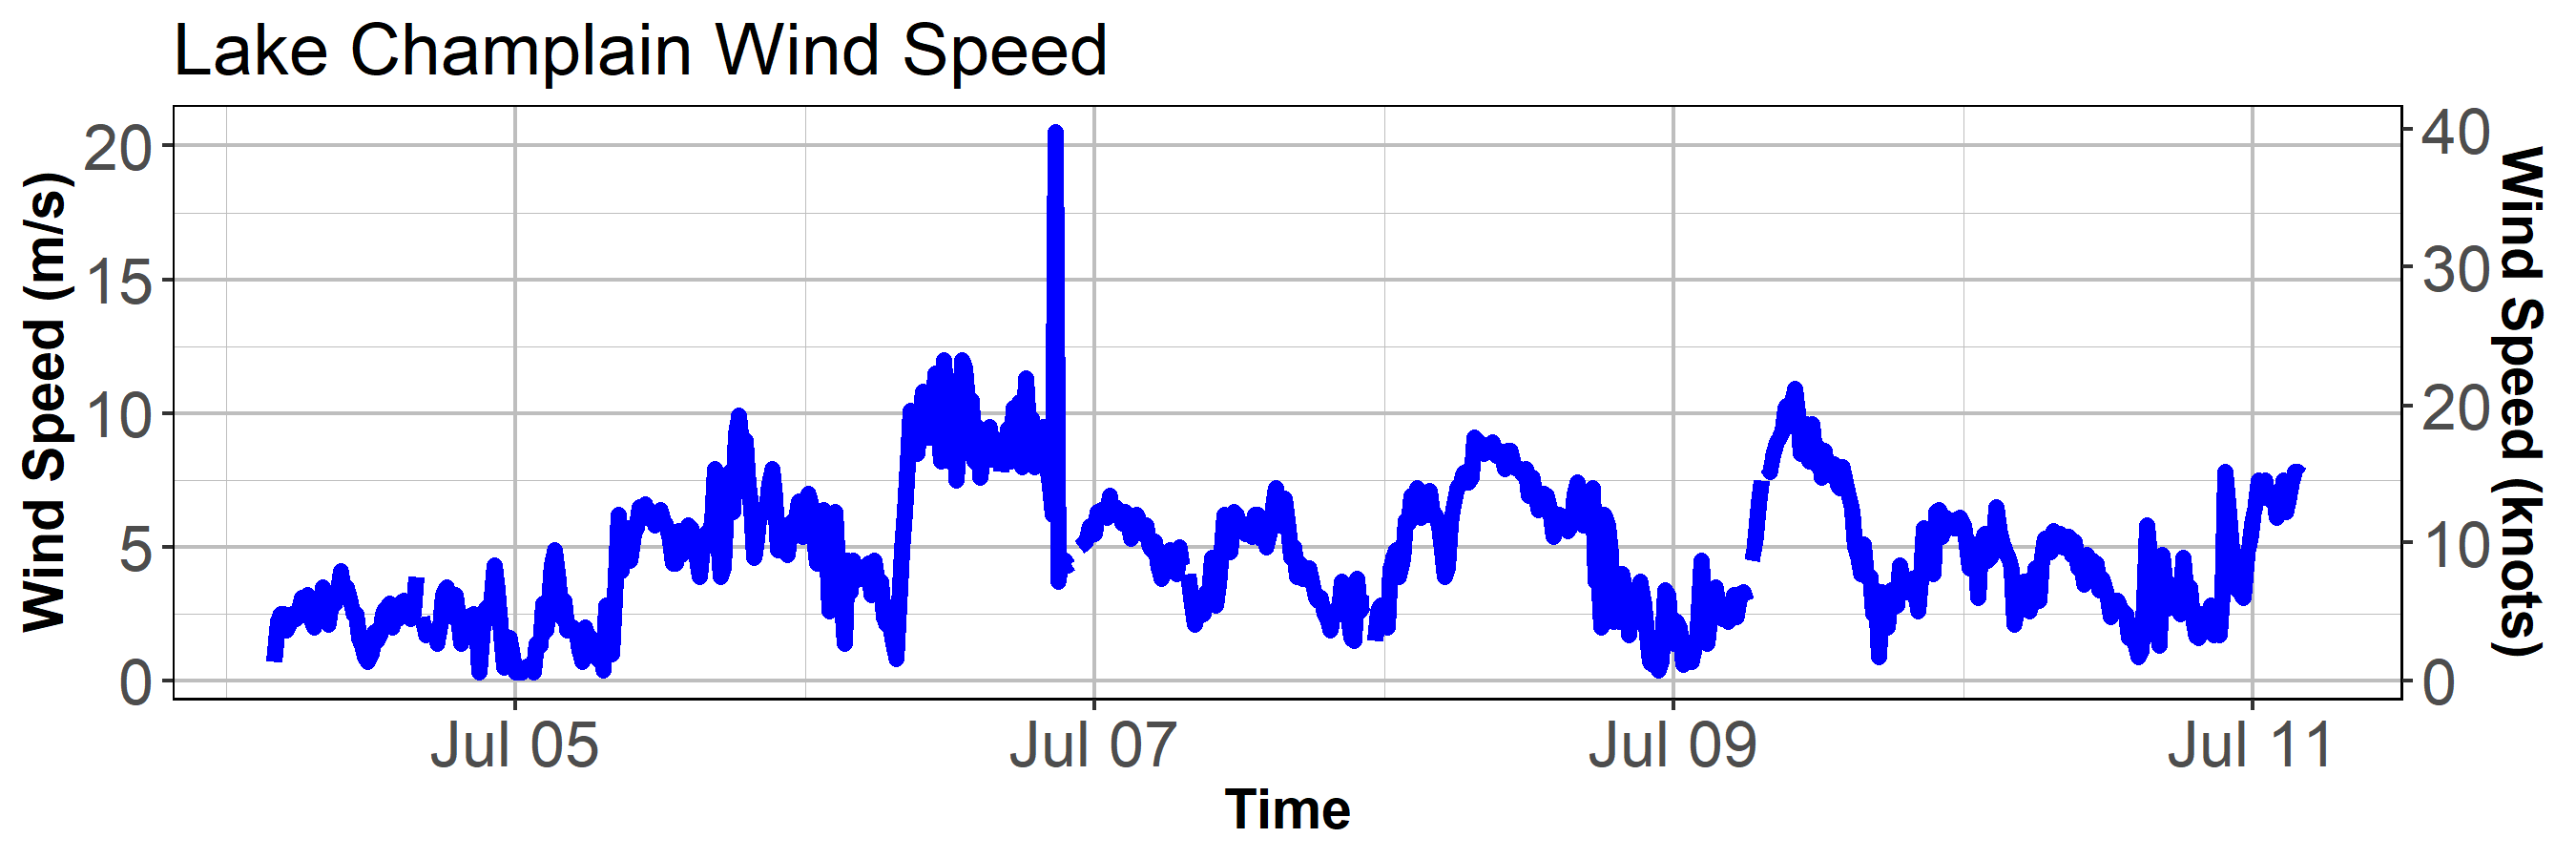 Lake Champlain Wind Speed
Wind Speed (m/s)
20
15
10
5
0
40
30
20
10
0
Wind Speed (knots)
Jul 05
Jul 07
Jul 09
Jul 11
Time